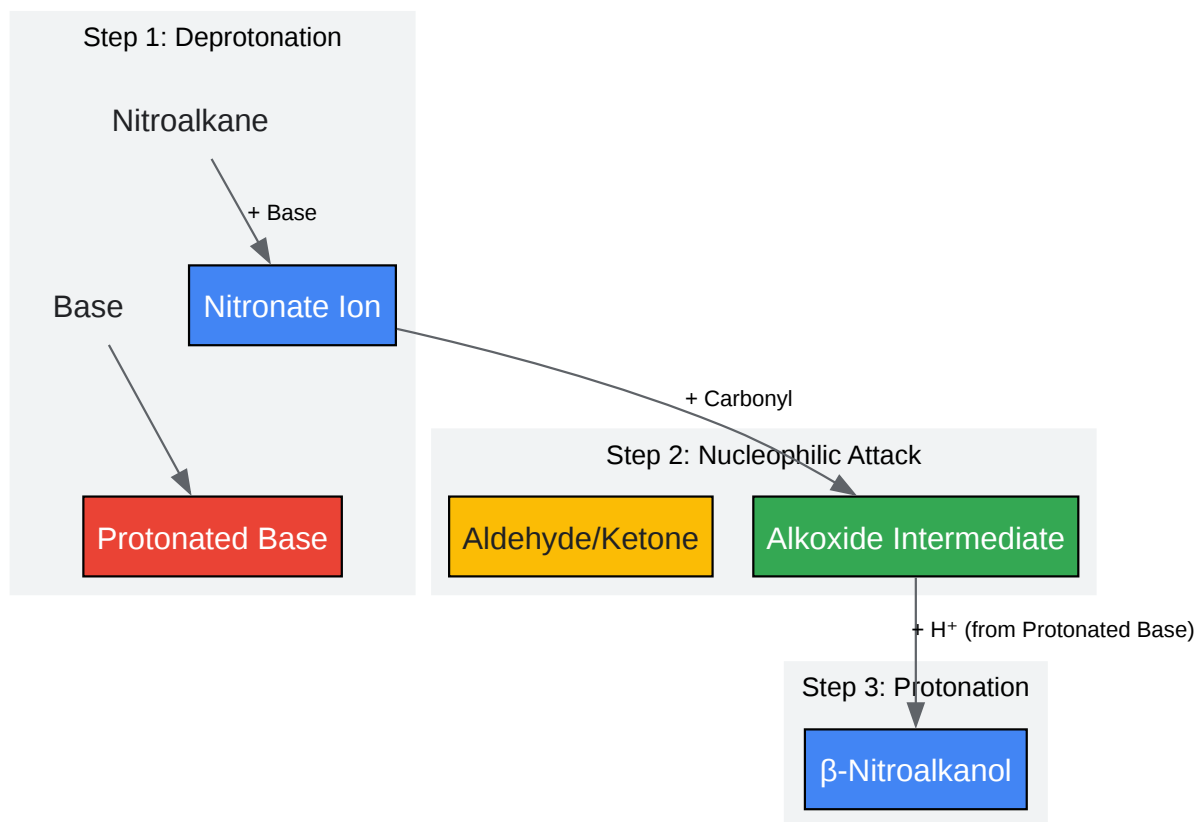 Step 1: Deprotonation
Nitroalkane
+ Base
Base
Nitronate Ion
+ Carbonyl
Protonated Base
Step 2: Nucleophilic Attack
Aldehyde/Ketone
Alkoxide Intermediate
+ H⁺ (from Protonated Base)
Step 3: Protonation
β-Nitroalkanol